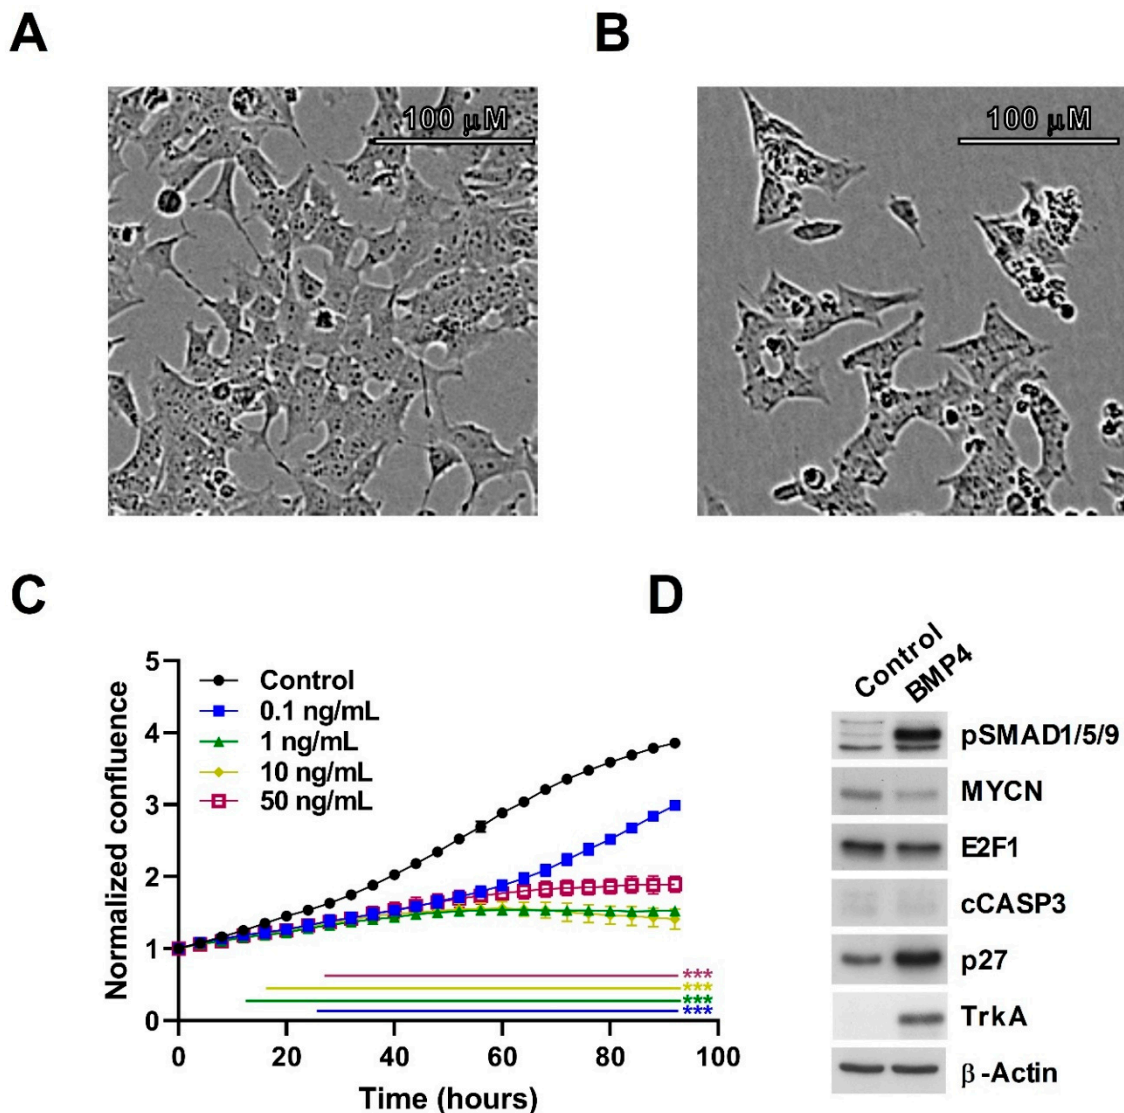 A
B
100 μM
100 μM
C
D
Normalized confluence
5
4
3
2
1
0
Control
0.1 ng/mL
1 ng/mL
10 ng/mL
50 ng/mL
***
***
***
***
0
20
40
60
80
100
Time (hours)
Control
BMP4
pSMAD1/5/9
MYCN
E2F1
cCASP3
p27
TrkA
β-Actin